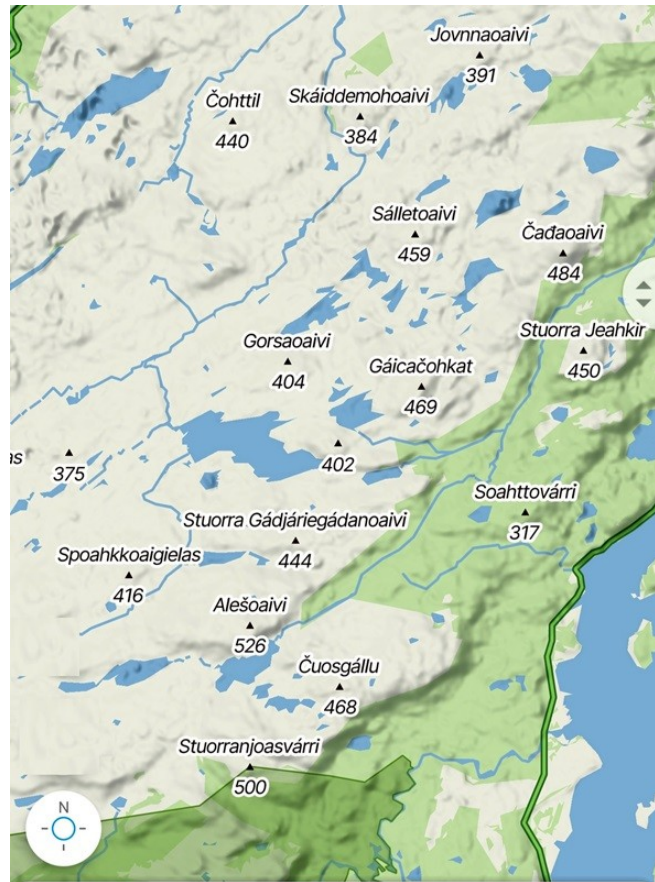 Jovnnaoaivi
391
Čohttil
440
Skáiddemohoaivi
384
Sálletoaivi
459
Čađaoaivi
484
Stuorra Jeahkir
450
Gorsaoaivi
404
Gáicačohkat
469
402
as
375
Soahttovárri
317
Stuorra Gádjáriegádanoaivi
444
Spoahkkoaigielas
416
Alešoaivi
526
Čuosgállu
468
Stuorranjoasvárri
500
N